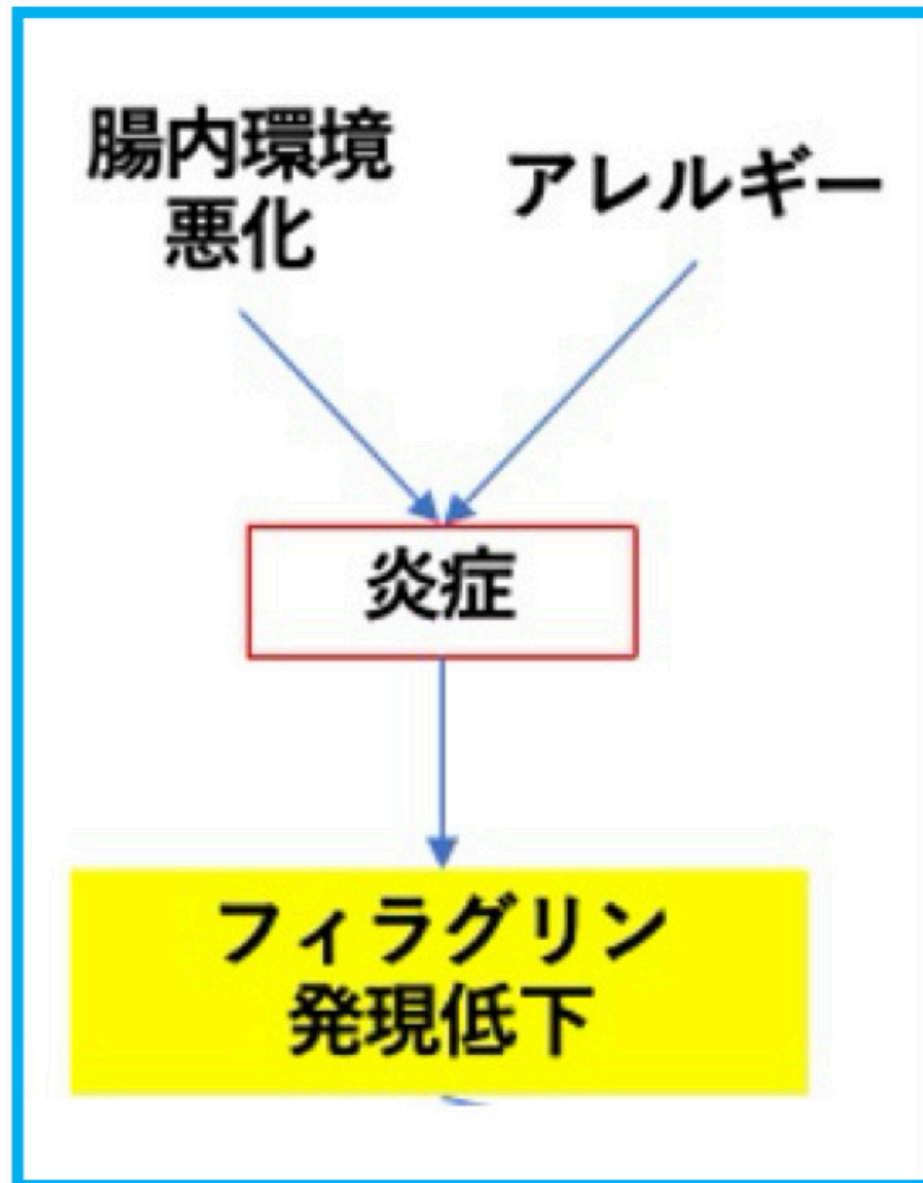 腸内環境
悪化
アレルギー
炎症
フィラグリン
発現低下